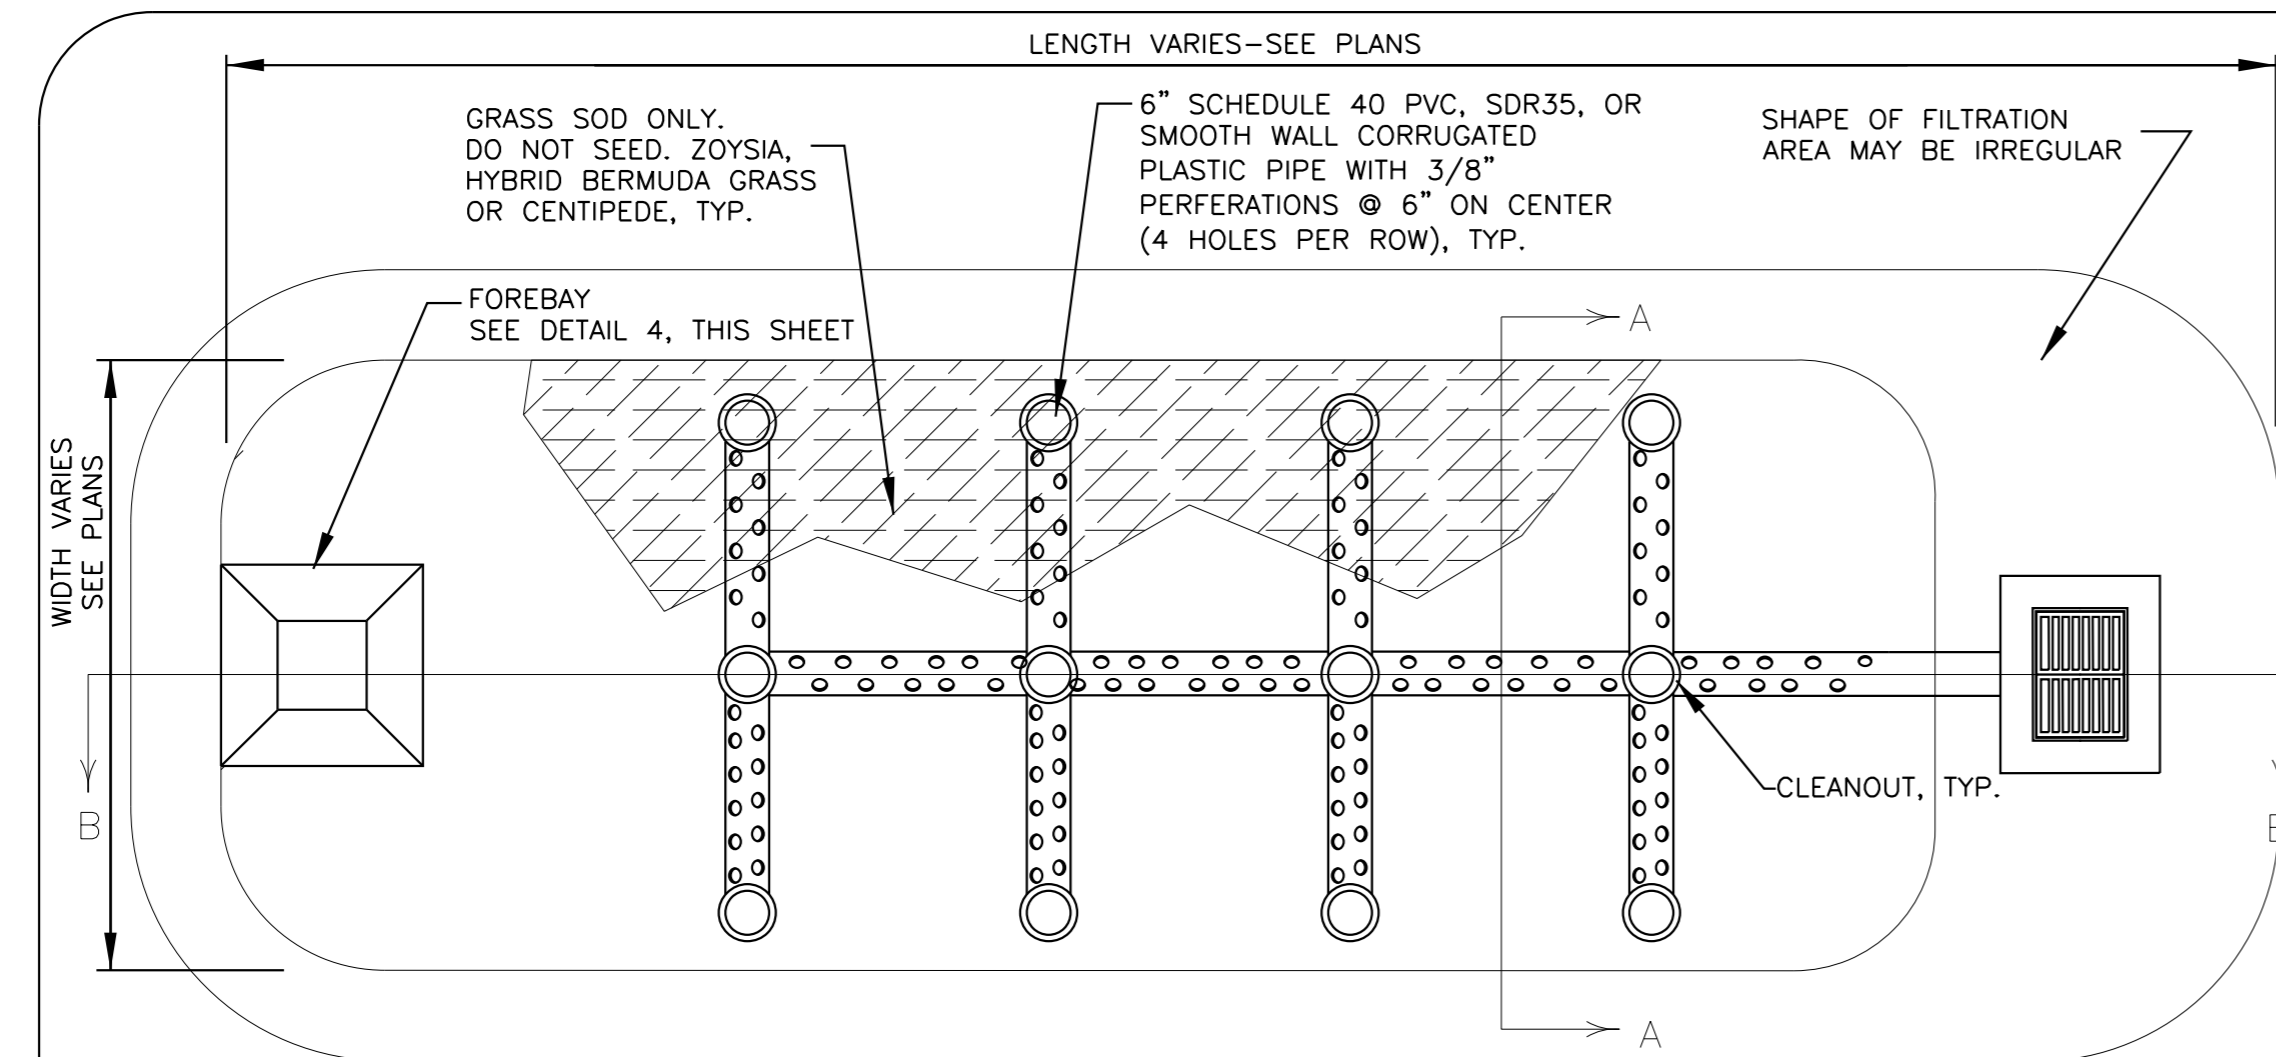 LENGTH VARIES-SEE PLANS
GRASS SOD ONLY.
DO NOT SEED. ZOYSIA,
HYBRID BERMUDA GRASS
OR CENTIPEDE, TYP.
6" SCHEDULE 40 PVC, SDR35, OR
SMOOTH WALL CORRUGATED
PLASTIC PIPE WITH 3/8"
PERFERATIONS @ 6" ON CENTER
(4 HOLES PER ROW), TYP.
SHAPE OF FILTRATION
AREA MAY BE IRREGULAR
FOREBAY
SEE DETAIL 4, THIS SHEET
A
WIDTH VARIES
SEE PLANS
CLEANOUT, TYP.
B
A